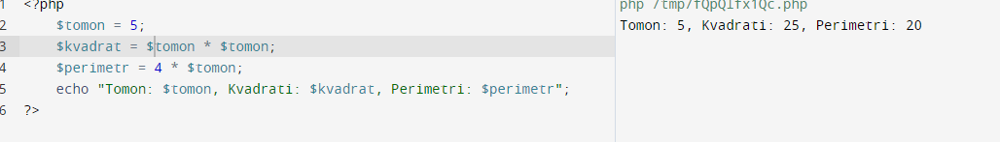 1 <?php
2 $tomon = 5;
3 $kvadrat = $tomon * $tomon;
4 $perimetr = 4 * $tomon;
5 echo "Tomon: $tomon, Kvadrati: $kvadrat, Perimetri: $perimetr";
6 ?>
php /tmp/fQpQlfx1Qc.php
Tomon: 5, Kvadrati: 25, Perimetri: 20